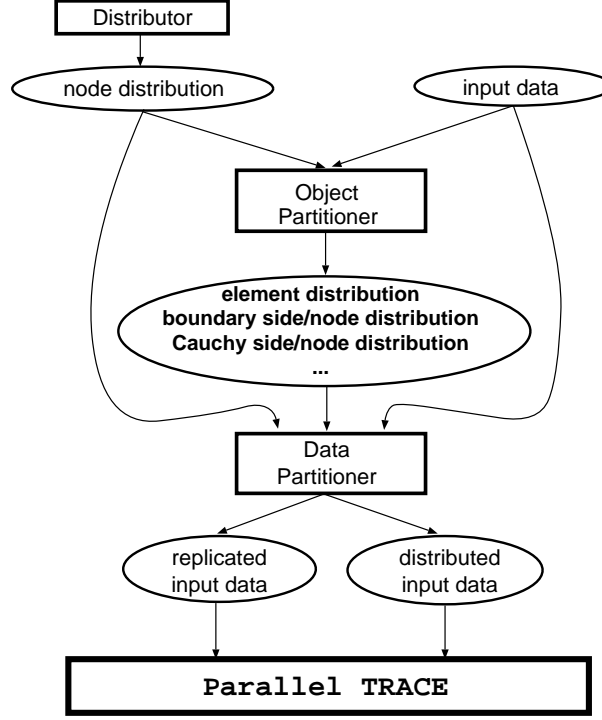 Distributor
node distribution
input data
Object
Partitioner
element distribution
boundary side/node distribution
Cauchy side/node distribution
...
Data
Partitioner
replicated
input data
distributed
input data
Parallel TRACE